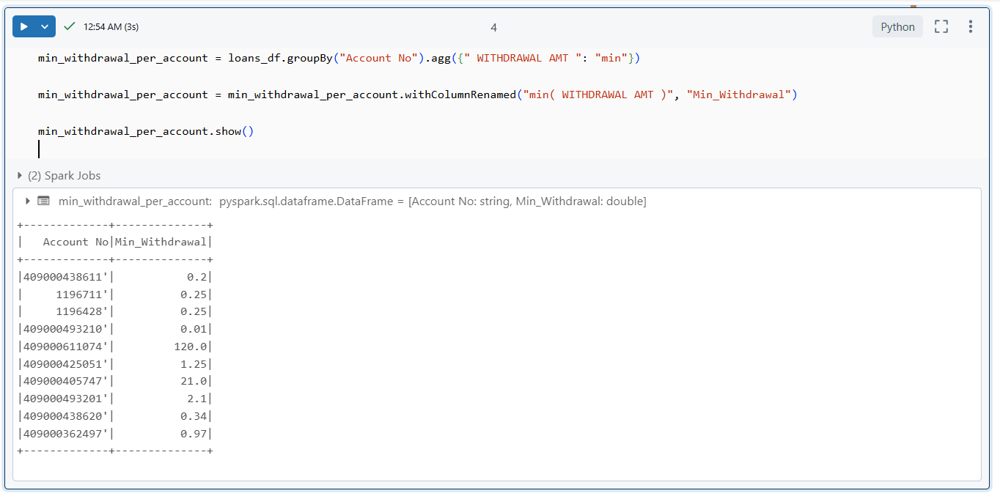 12:54 AM (3s)
4
Python
min_withdrawal_per_account = loans_df.groupBy("Account No").agg({" WITHDRAWAL AMT ": "min"})
min_withdrawal_per_account = min_withdrawal_per_account.withColumnRenamed("min( WITHDRAWAL AMT )", "Min_Withdrawal")
min_withdrawal_per_account.show()
(2) Spark Jobs
min_withdrawal_per_account: pyspark.sql.dataframe.DataFrame = [Account No: string, Min_Withdrawal: double]
+-------------+--------------+
|   Account No|Min_Withdrawal|
+-------------+--------------+
|409000438611'|           0.2|
|     1196711'|          0.25|
|     1196428'|          0.25|
|409000493210'|          0.01|
|409000611074'|         120.0|
|409000425051'|          1.25|
|409000405747'|          21.0|
|409000493201'|           2.1|
|409000438620'|          0.34|
|409000362497'|          0.97|
+-------------+--------------+